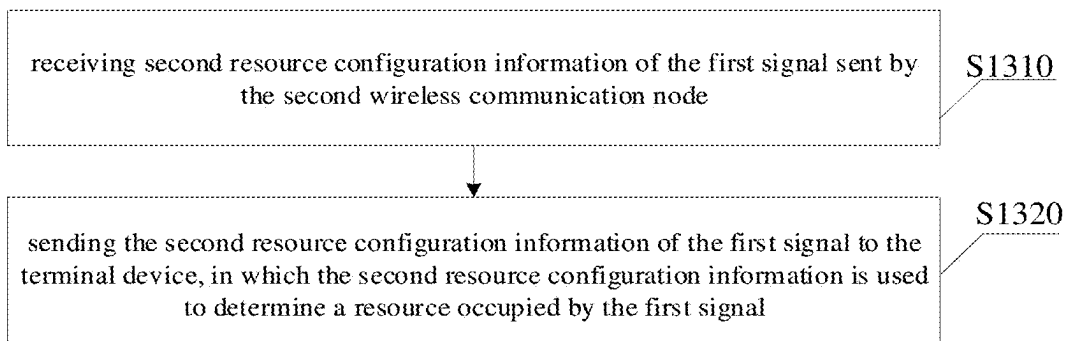 receiving second resource configuration information of the first signal sent by
the second wireless communication node
S1310
sending the second resource configuration information of the first signal to the
terminal device, in which the second resource configuration information is used
to determine a resource occupied by the first signal
S1320